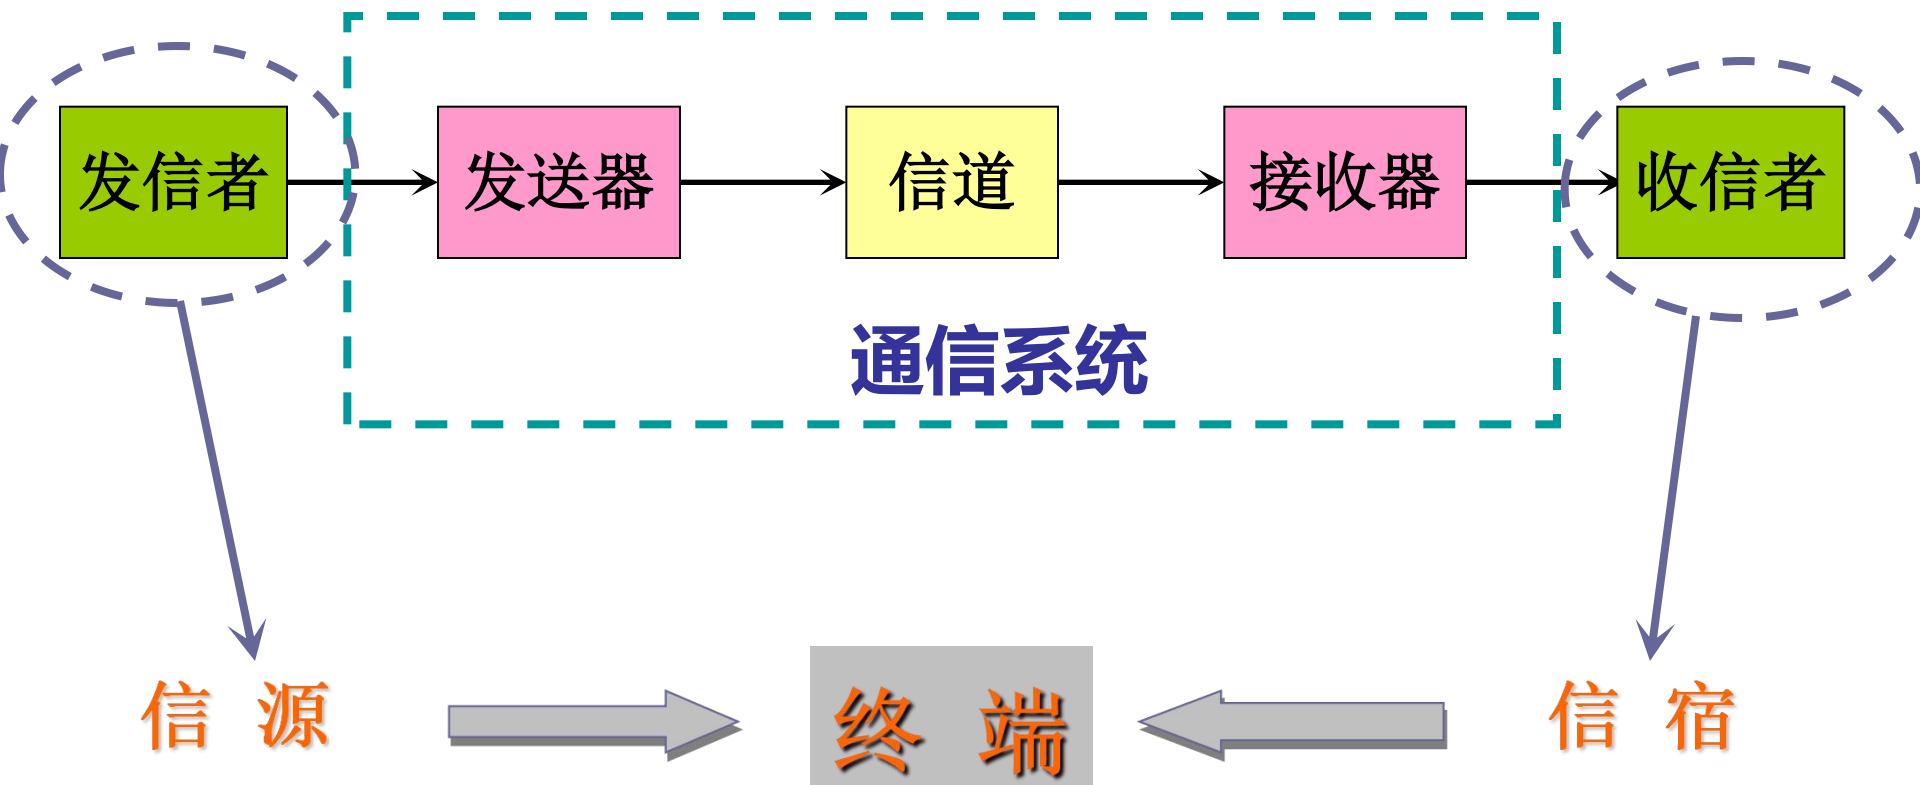 发信者 发送器 信道 接收器 收信者
通信系统
信 源 终 端 信 宿